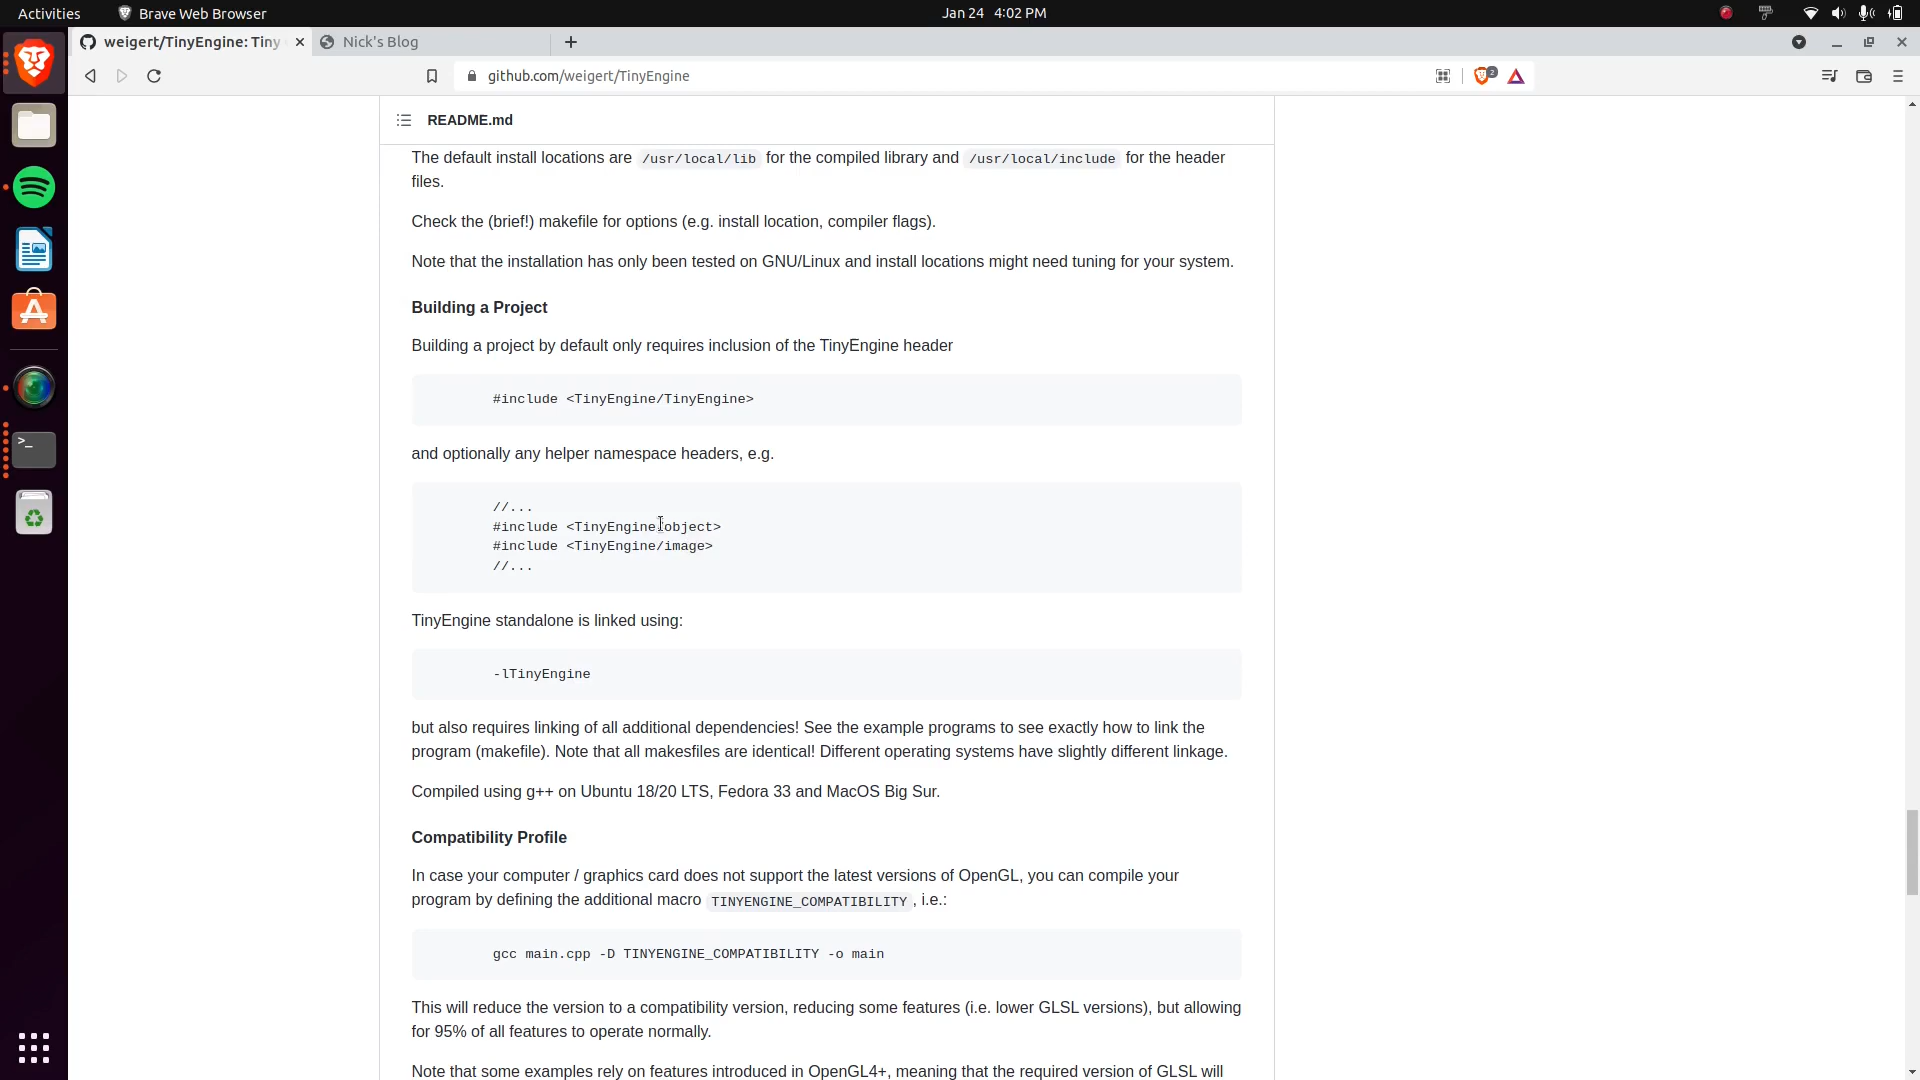 Activities
Brave Web Browser
Jan 24 4:02 PM
weigert/TinyEngine: Tiny
Nick's Blog
github.com/weigert/TinyEngine
2
README.md
The default install locations are /usr/local/lib for the compiled library and /usr/local/include for the header
files.
Check the (brief!) makefile for options (e.g. install location, compiler flags).
Note that the installation has only been tested on GNU/Linux and install locations might need tuning for your system.
Building a Project
Building a project by default only requires inclusion of the TinyEngine header
#include <TinyEngine/TinyEngine>
and optionally any helper namespace headers, e.g.
//...
#include <TinyEngine/object>
#include <TinyEngine/image>
//...
TinyEngine standalone is linked using:
-lTinyEngine
but also requires linking of all additional dependencies! See the example programs to see exactly how to link the
program (makefile). Note that all makesfiles are identical! Different operating systems have slightly different linkage.
Compiled using g++ on Ubuntu 18/20 LTS, Fedora 33 and MacOS Big Sur.
Compatibility Profile
In case your computer / graphics card does not support the latest versions of OpenGL, you can compile your
program by defining the additional macro TINYENGINE_COMPATIBILITY, i.e.:
gcc main.cpp -D TINYENGINE_COMPATIBILITY -o main
This will reduce the version to a compatibility version, reducing some features (i.e. lower GLSL versions), but allowing
for 95% of all features to operate normally.
Note that some examples rely on features introduced in OpenGL4+, meaning that the required version of GLSL will